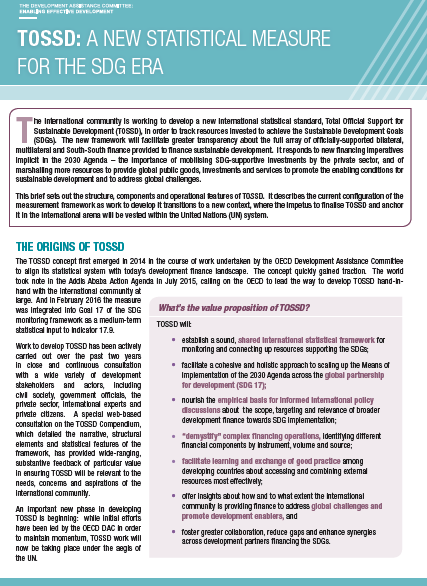 THE DEVELOPMENT ASSISTANCE COMMITTEE:
ENABLING EFFECTIVE DEVELOPMENT
TOSSD: A NEW STATISTICAL MEASURE
FOR THE SDG ERA
The international community is working to develop a new international statistical standard, Total Official Support for
Sustainable Development (TOSSD), in order to track resources invested to achieve the Sustainable Development Goals
(SDGs). The new framework will facilitate greater transparency about the full array of officially-supported bilateral,
multilateral and South-South finance provided to finance sustainable development. It responds to new financing imperatives
implicit in the 2030 Agenda – the importance of mobilising SDG-supportive investments by the private sector, and of
marshalling more resources to provide global public goods, investments and services to promote the enabling conditions for
sustainable development and to address global challenges.
This brief sets out the structure, components and operational features of TOSSD. It describes the current configuration of the
measurement framework as work to develop it transitions to a new context, where the impetus to finalise TOSSD and anchor
it in the international arena will be vested within the United Nations (UN) system.
THE ORIGINS OF TOSSD
The TOSSD concept first emerged in 2014 in the course of work undertaken by the OECD Development Assistance Committee
to align its statistical system with today's development finance landscape. The concept quickly gained traction. The world
took note in the Addis Ababa Action Agenda in July 2015, calling on the OECD to lead the way to develop TOSSD hand-in-
hand with the international community at
large. And in February 2016 the measure
was integrated into Goal 17 of the SDG
monitoring framework as a medium-term
statistical input to indicator 17.9.
Work to develop TOSSD has been actively
carried out over the past two years
in close and continuous consultation
with a wide variety of development
stakeholders and actors, including
civil society, government officials, the
private sector, international experts and
private citizens. A special web-based
consultation on the TOSSD Compendium,
which detailed the narrative, structural
elements and statistical features of the
framework, has provided wide-ranging,
substantive feedback of particular value
in ensuring TOSSD will be relevant to the
needs, concerns and aspirations of the
international community.
An important new phase in developing
TOSSD is beginning: while initial efforts
have been led by the OECD DAC in order
to maintain momentum, TOSSD work will
now be taking place under the aegis of
the UN.
What's the value proposition of TOSSD?
TOSSD will:
• establish a sound, shared international statistical framework for
monitoring and connecting up resources supporting the SDGs;
• facilitate a cohesive and holistic approach to scaling up the Means of
Implementation of the 2030 Agenda across the global partnership
for development (SDG 17);
• nourish the empirical basis for informed international policy
discussions about the scope, targeting and relevance of broader
development finance towards SDG implementation;
• "demystify" complex financing operations, identifying different
financial components by instrument, volume and source;
• facilitate learning and exchange of good practice among
developing countries about accessing and combining external
resources most effectively;
• offer insights about how and to what extent the international
community is providing finance to address global challenges and
promote development enablers, and
• foster greater collaboration, reduce gaps and enhance synergies
across development partners financing the SDGs.